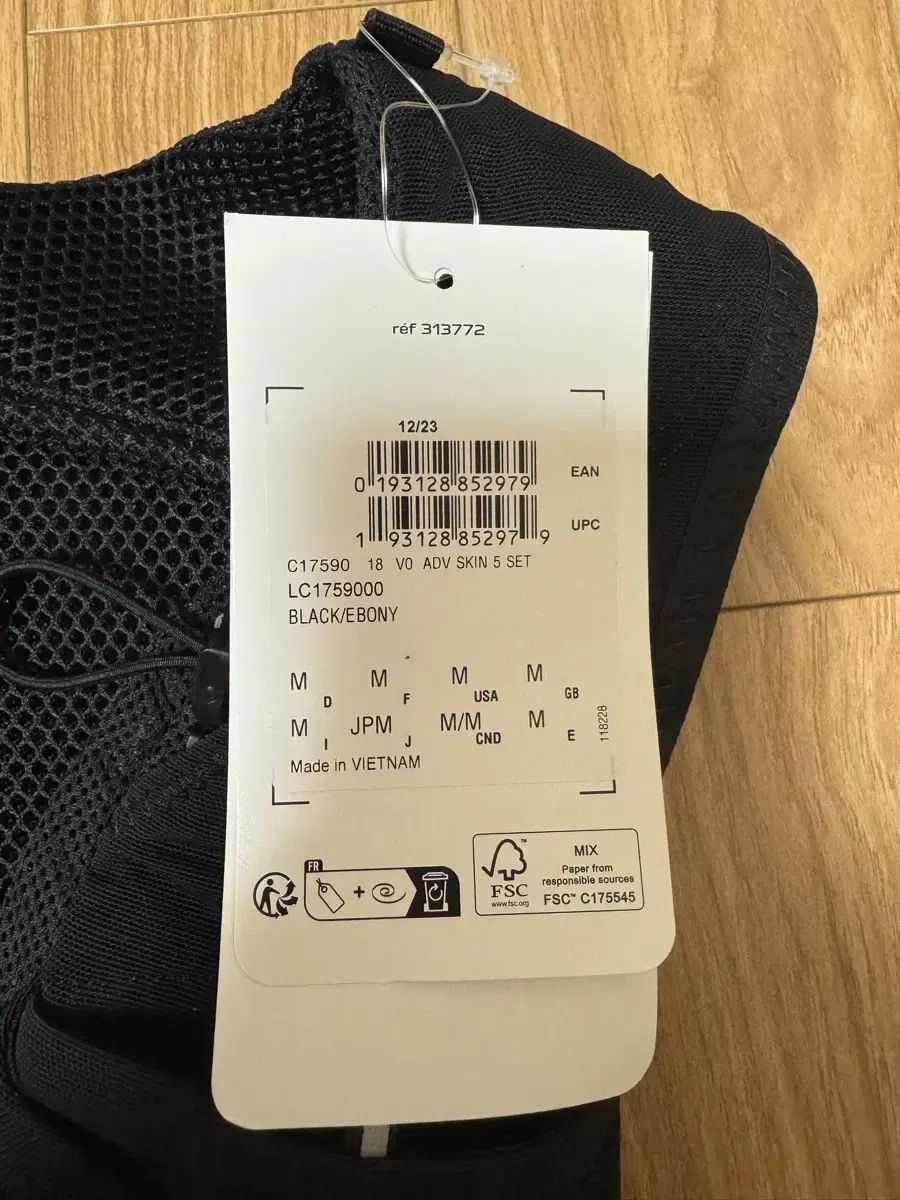 réf 313772
12/23
0 193128 852979
EAN
1 93128 85297 9
UPC
C17590 18 V0 ADV SKIN 5 SET
LC1759000
BLACK/EBONY
M D M F M USA M GB
M I JPM J M/M CND M E
118228
Made in VIETNAM
FR
MIX
Paper from
responsible sources
FSC™ C175545
FSC
www.fsc.org